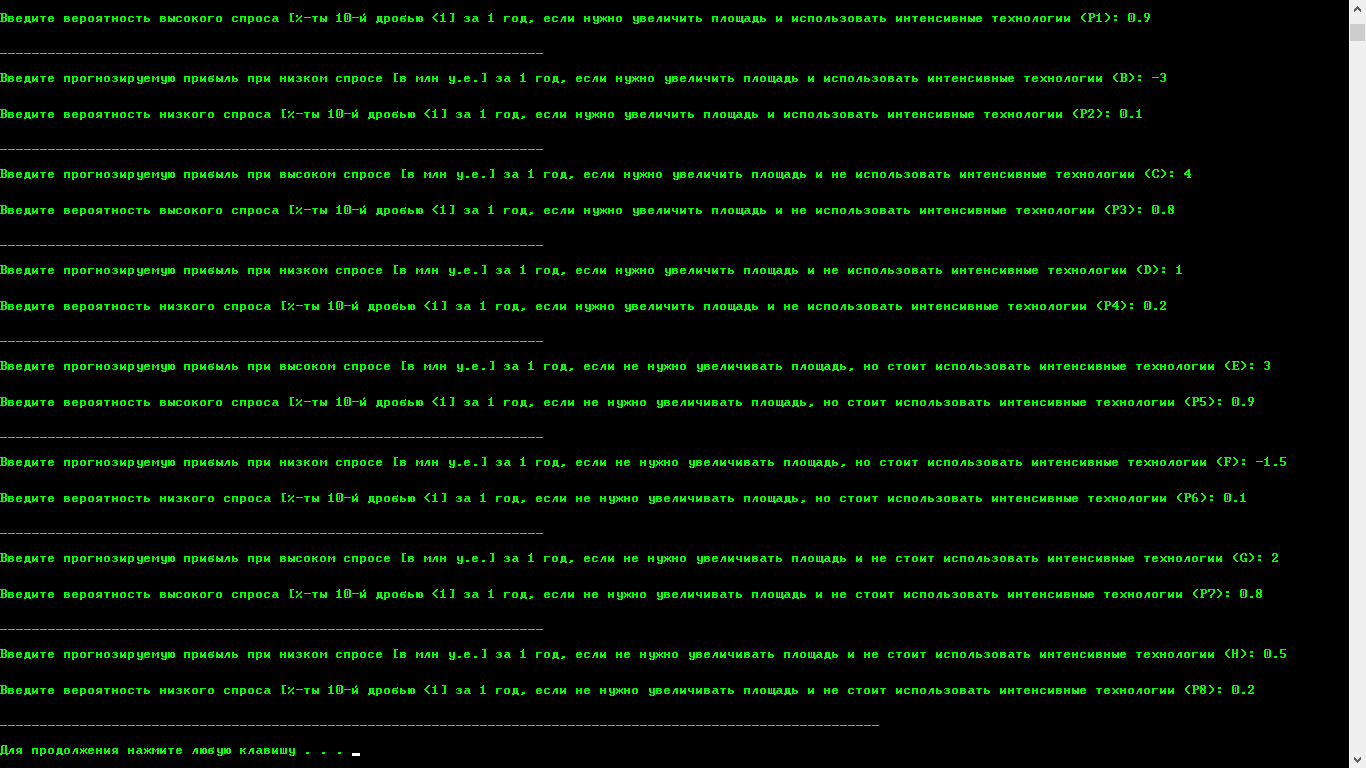 Введите вероятность высокого спроса [%-ты 10-й дробью <1] за 1 год, если нужно увеличить площадь и использовать интенсивные технологии (P1): 0.9
--------------------------------------------------------------------
Введите прогнозируемую прибыль при низком спросе [в млн у.е.] за 1 год, если нужно увеличить площадь и использовать интенсивные технологии (B): -3
Введите вероятность низкого спроса [%-ты 10-й дробью <1] за 1 год, если нужно увеличить площадь и использовать интенсивные технологии (P2): 0.1
--------------------------------------------------------------------
Введите прогнозируемую прибыль при высоком спросе [в млн у.е.] за 1 год, если нужно увеличить площадь и не использовать интенсивные технологии (C): 4
Введите вероятность высокого спроса [%-ты 10-й дробью <1] за 1 год, если нужно увеличить площадь и не использовать интенсивные технологии (P3): 0.8
--------------------------------------------------------------------
Введите прогнозируемую прибыль при низком спросе [в млн у.е.] за 1 год, если нужно увеличить площадь и не использовать интенсивные технологии (D): 1
Введите вероятность низкого спроса [%-ты 10-й дробью <1] за 1 год, если нужно увеличить площадь и не использовать интенсивные технологии (P4): 0.2
--------------------------------------------------------------------
Введите прогнозируемую прибыль при высоком спросе [в млн у.е.] за 1 год, если не нужно увеличивать площадь, но стоит использовать интенсивные технологии (E): 3
Введите вероятность высокого спроса [%-ты 10-й дробью <1] за 1 год, если не нужно увеличивать площадь, но стоит использовать интенсивные технологии (P5): 0.9
--------------------------------------------------------------------
Введите прогнозируемую прибыль при низком спросе [в млн у.е.] за 1 год, если не нужно увеличивать площадь, но стоит использовать интенсивные технологии (F): -1.5
Введите вероятность низкого спроса [%-ты 10-й дробью <1] за 1 год, если не нужно увеличивать площадь, но стоит использовать интенсивные технологии (P6): 0.1
--------------------------------------------------------------------
Введите прогнозируемую прибыль при высоком спросе [в млн у.е.] за 1 год, если не нужно увеличивать площадь и не стоит использовать интенсивные технологии (G): 2
Введите вероятность высокого спроса [%-ты 10-й дробью <1] за 1 год, если не нужно увеличивать площадь и не стоит использовать интенсивные технологии (P7): 0.8
--------------------------------------------------------------------
Введите прогнозируемую прибыль при низком спросе [в млн у.е.] за 1 год, если не нужно увеличивать площадь и не стоит использовать интенсивные технологии (H): 0.5
Введите вероятность низкого спроса [%-ты 10-й дробью <1] за 1 год, если не нужно увеличивать площадь и не стоит использовать интенсивные технологии (P8): 0.2
--------------------------------------------------------------------------------------------------------------
Для продолжения нажмите любую клавишу . . .